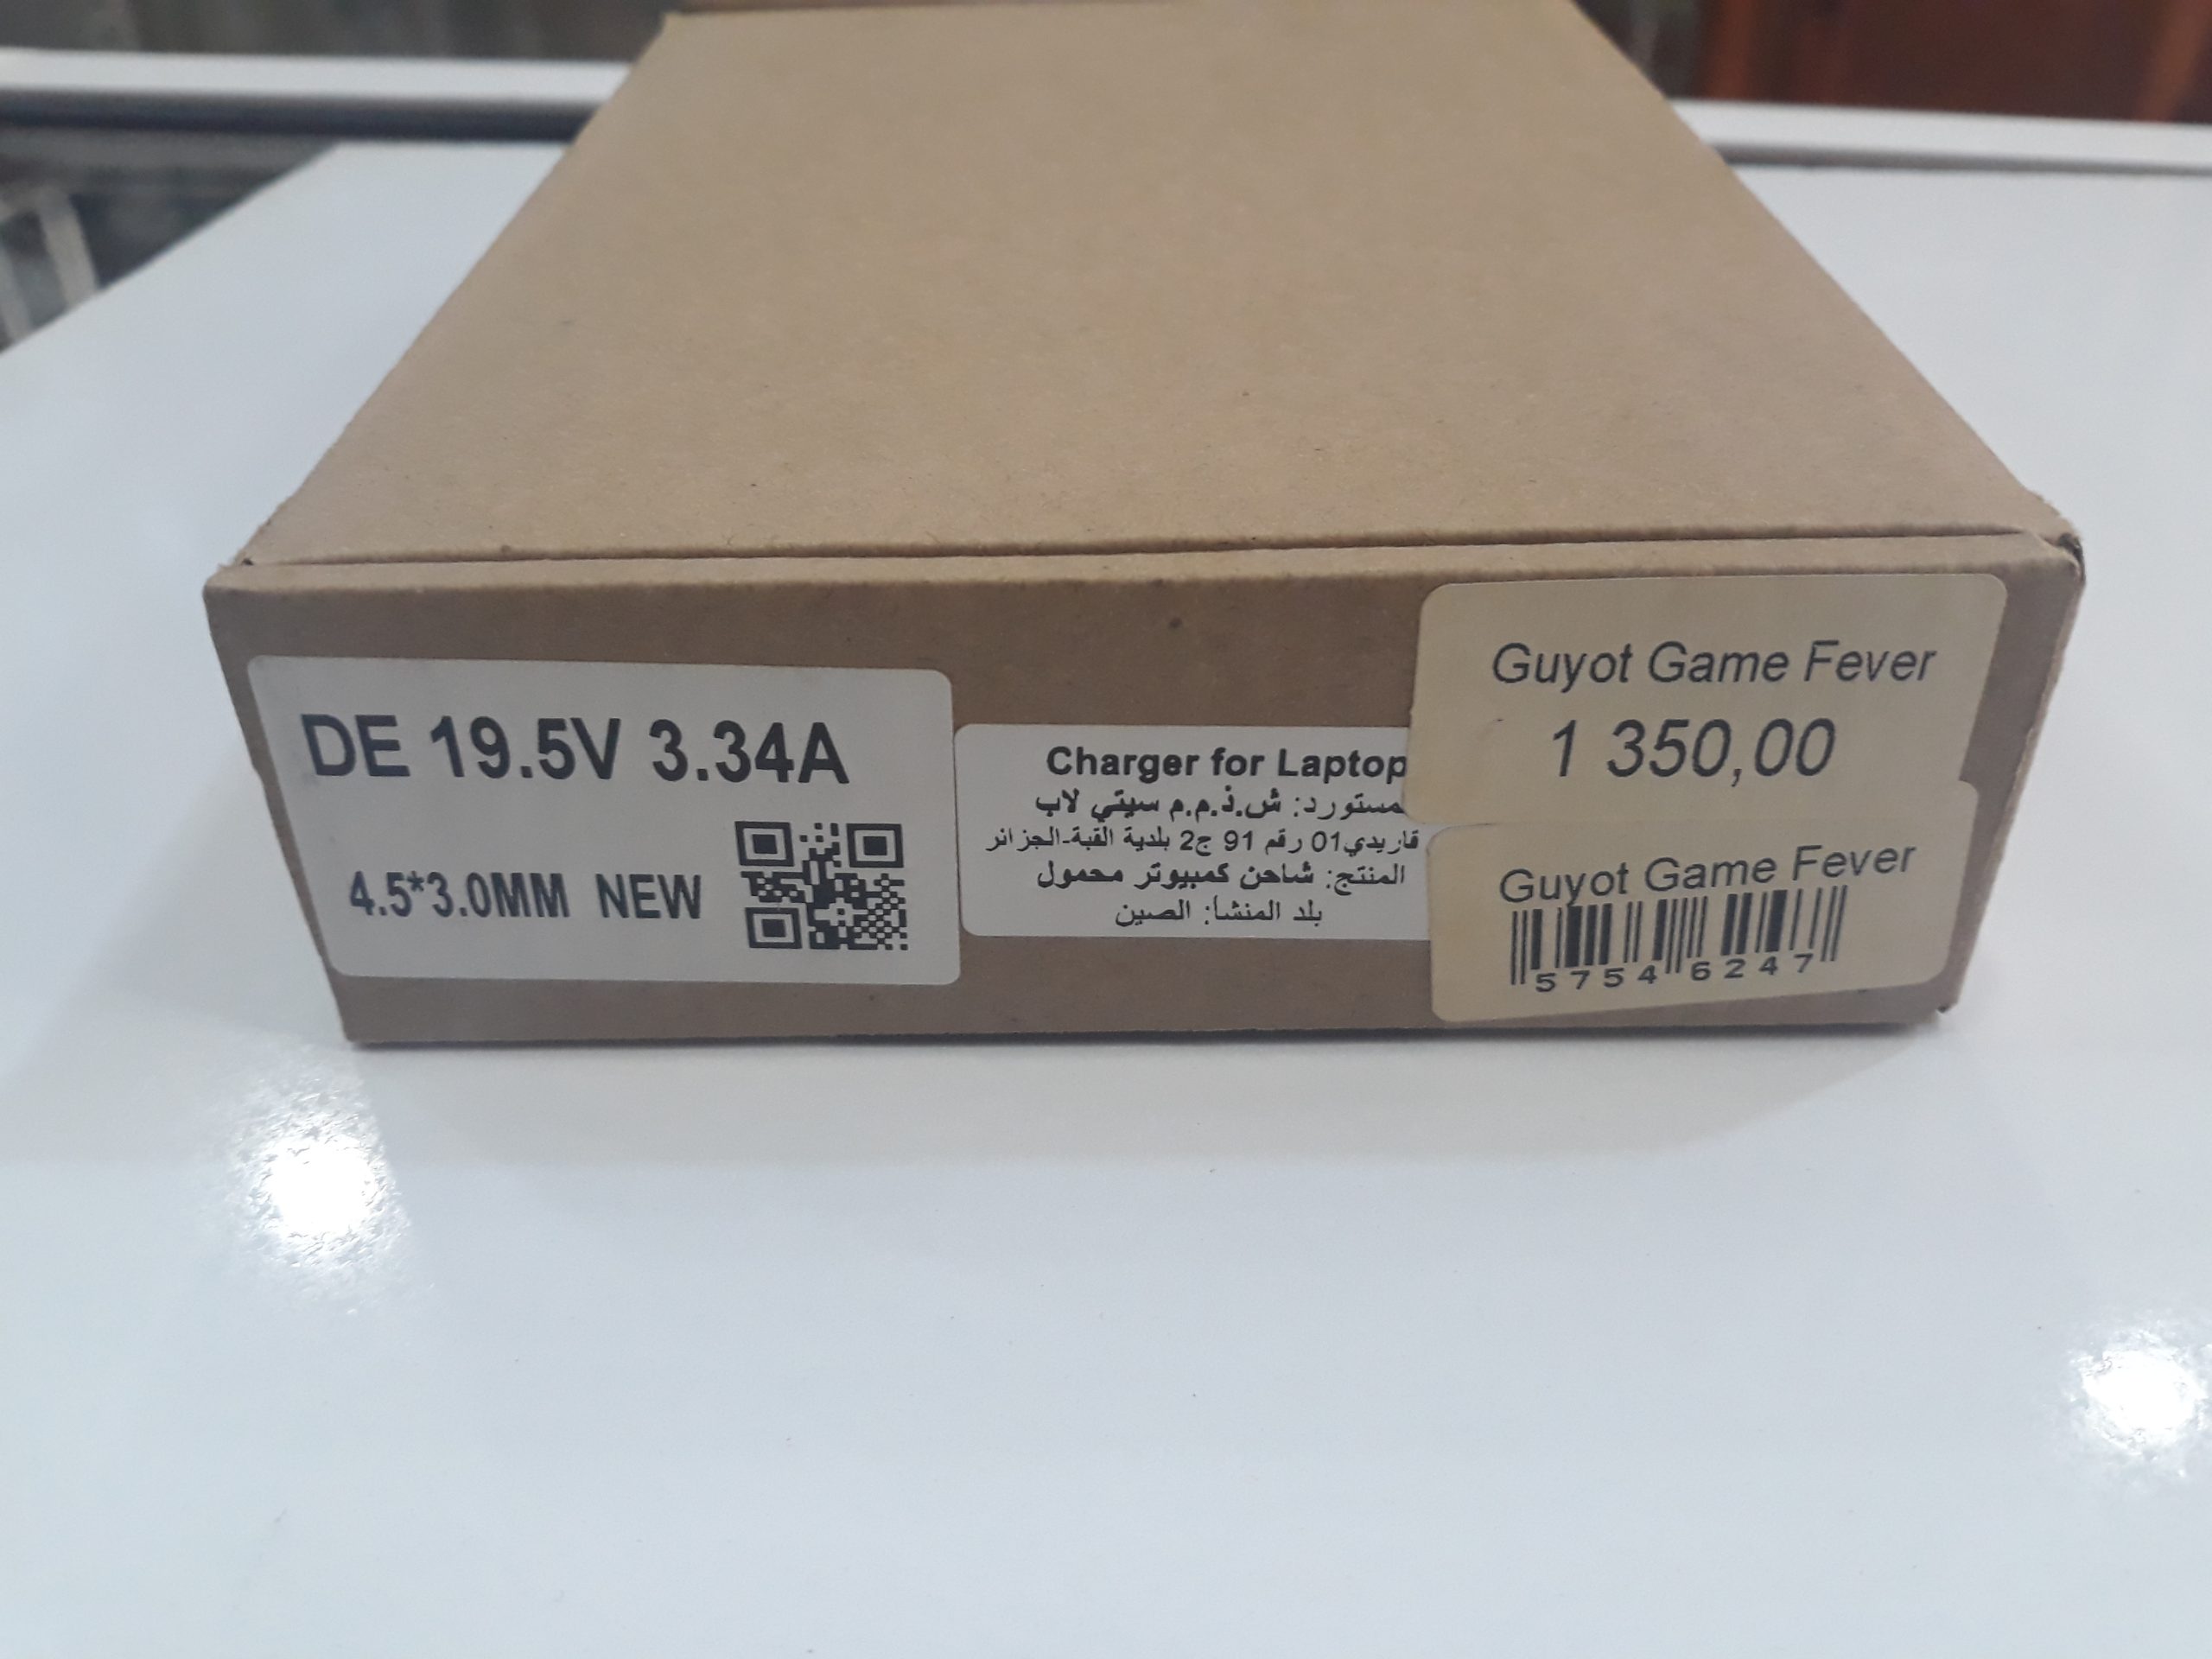 DE 19.5V 3.34A
4.5*3.0MM NEW
Charger for Laptop
مستورد: ش.ذ.م.م سيتي لاب
قاريدي01 رقم 91 ج2 بلدية القبة-الجزائر
المنتج: شاحن كمبيوتر محمول
بلد المنشأ: الصين
Guyot Game Fever
1 350,00
Guyot Game Fever
5754 6247